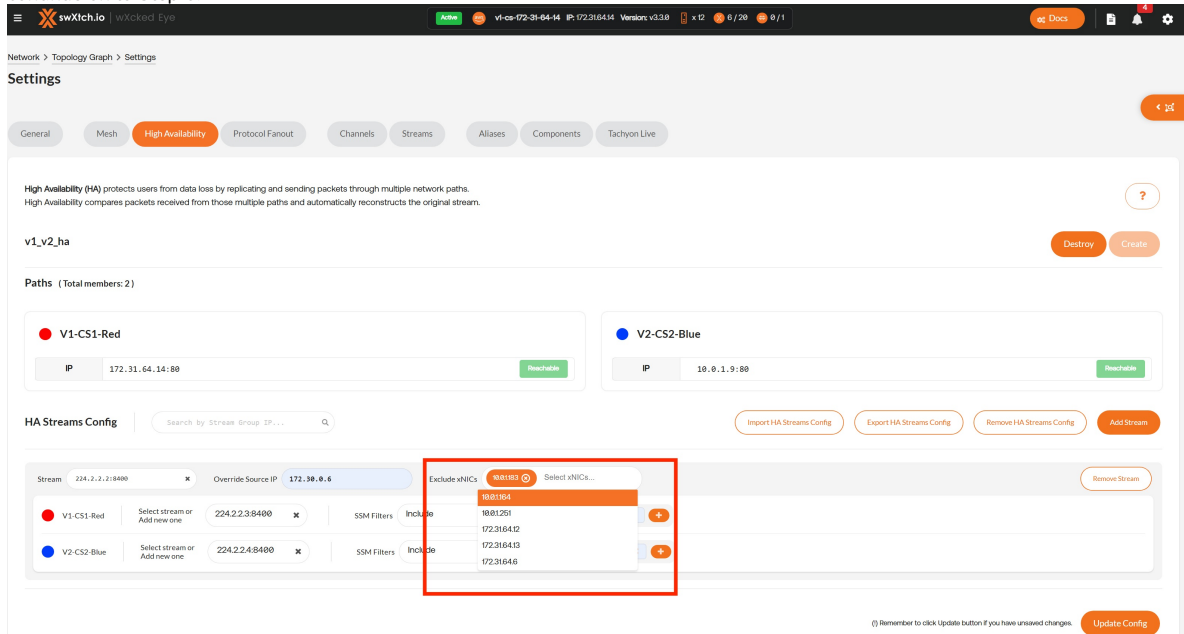 swXtch.io | wXcked Eye
Active v1-cs-172-31-64-14 IP: 172.31.64.14 Version: v3.3.0 x 12 6 / 20 0 / 1
Docs
4
Network > Topology Graph > Settings
Settings
General Mesh High Availability Protocol Fanout Channels Streams Aliases Components Tachyon Live
High Availability (HA) protects users from data loss by replicating and sending packets through multiple network paths.
High Availability compares packets received from those multiple paths and automatically reconstructs the original stream.
?
v1_v2_ha
Destroy Create
Paths (Total members: 2)
V1-CS1-Red
IP 172.31.64.14:80 Reachable
V2-CS2-Blue
IP 10.0.1.9:80 Reachable
HA Streams Config Search by Stream Group IP... Import HA Streams Config Export HA Streams Config Remove HA Streams Config Add Stream
Stream 224.2.2.2:8400 Override Source IP 172.30.0.6 Exclude xNICs 10.0.1.183 Select xNICs... Remove Stream
10.0.1.164
10.0.1.251
172.31.64.12
172.31.64.13
172.31.64.6
V1-CS1-Red Select stream or Add new one 224.2.2.3:8400 SSM Filters Include +
V2-CS2-Blue Select stream or Add new one 224.2.2.4:8400 SSM Filters Include +
(!) Remember to click Update button if you have unsaved changes. Update Config